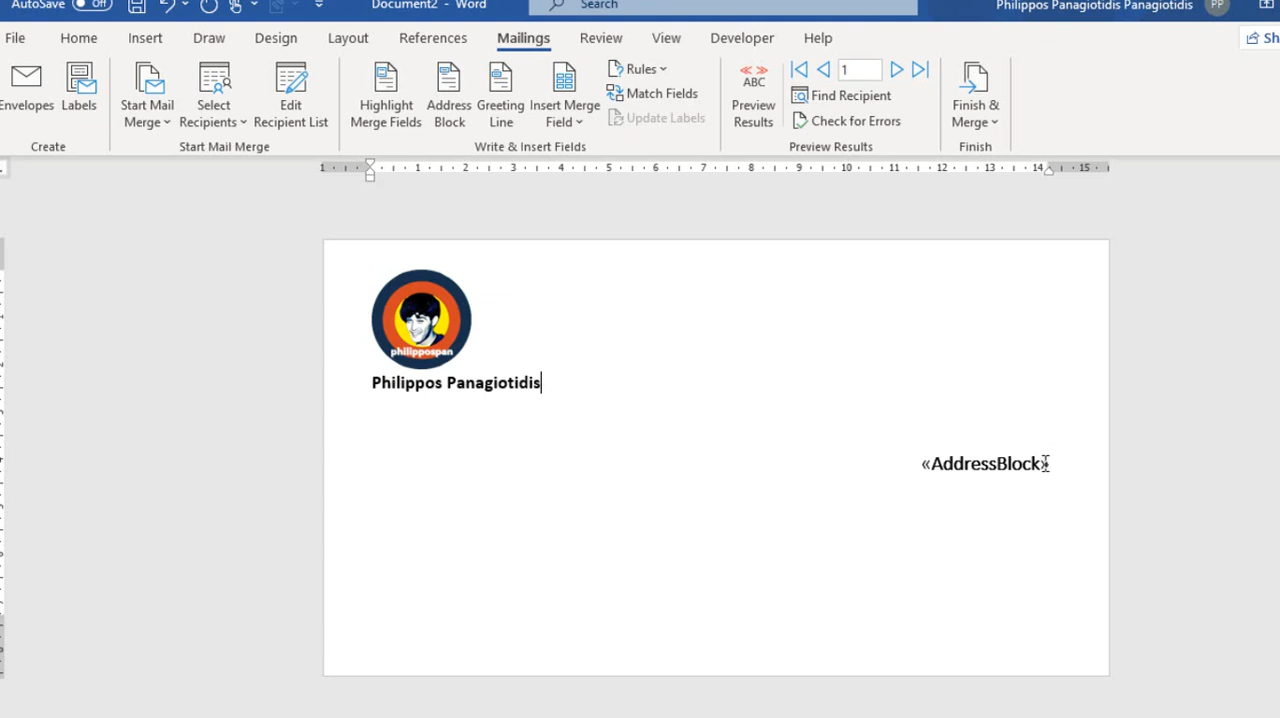 AutoSave Off Document2 - Word Search Philippos Panagiotidis Panagiotidis PP
File Home Insert Draw Design Layout References Mailings Review View Developer Help Sh
Envelopes
Labels
Create
Start Mail
Merge
Select
Recipients
Edit
Recipient List
Start Mail Merge
Highlight
Merge Fields
Address
Block
Greeting
Line
Insert Merge
Field
Rules
Match Fields
Update Labels
Write & Insert Fields
ABC
Preview
Results
1
Find Recipient
Check for Errors
Preview Results
Finish &
Merge
Finish
1 1 2 3 4 5 6 7 8 9 10 11 12 13 14 15
philippospan
Philippos Panagiotidis
«AddressBlock»